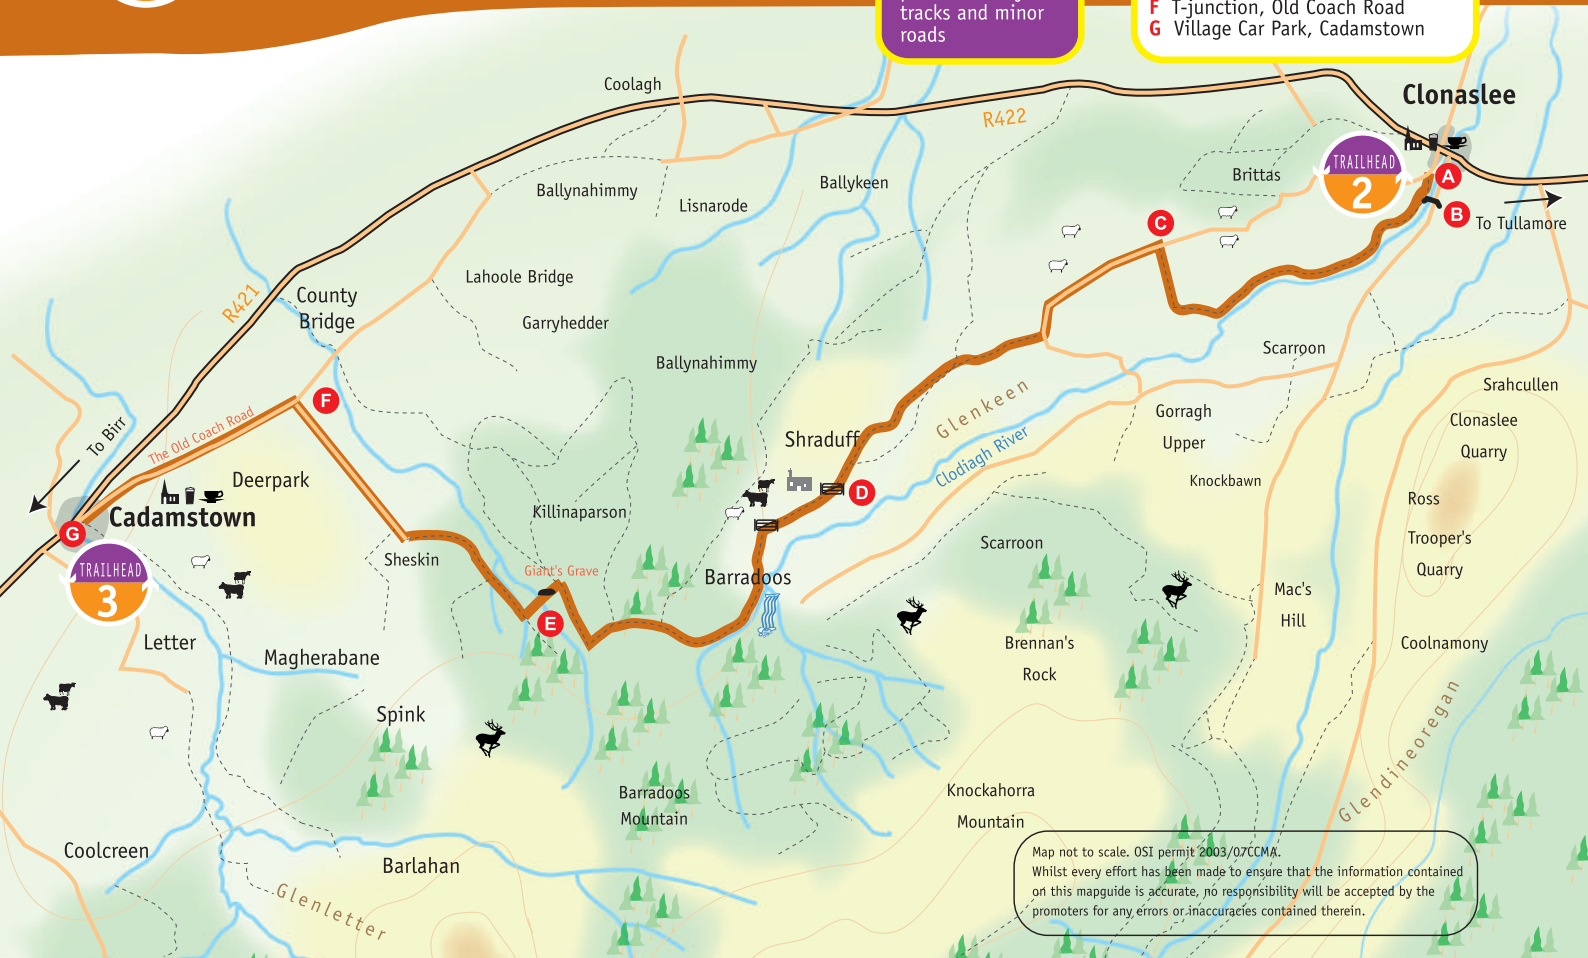 tracks and minor
roads
F T-junction, Old Coach Road
G Village Car Park, Cadamstown
Coolagh
Clonaslee
R422
TRAILHEAD
2
A
B
To Tullamore
Brittas
Ballykeen
Ballynahimmy
Lisnarode
C
Lahoole Bridge
R421
County
Bridge
Garryhedder
Ballynahimmy
Scarroon
Srahcullen
F
The Old Coach Road
To Birr
Glenkeen
Gorragh
Upper
Clonaslee
Quarry
Shraduff
Clodiagh River
Deerpark
D
Knockbawn
Ross
Cadamstown
G
Killinaparson
Scarroon
Trooper's
Quarry
Sheskin
Giant's Grave
Barradoos
TRAILHEAD
3
Mac's
Hill
E
Letter
Magherabane
Brennan's
Rock
Coolnamony
Spink
Glendineoregan
Barradoos
Mountain
Knockahorra
Mountain
Coolcreen
Barlahan
Glenletter
Map not to scale. OSI permit 2003/07CCMA.
Whilst every effort has been made to ensure that the information contained
on this mapguide is accurate, no responsibility will be accepted by the
promoters for any errors or inaccuracies contained therein.